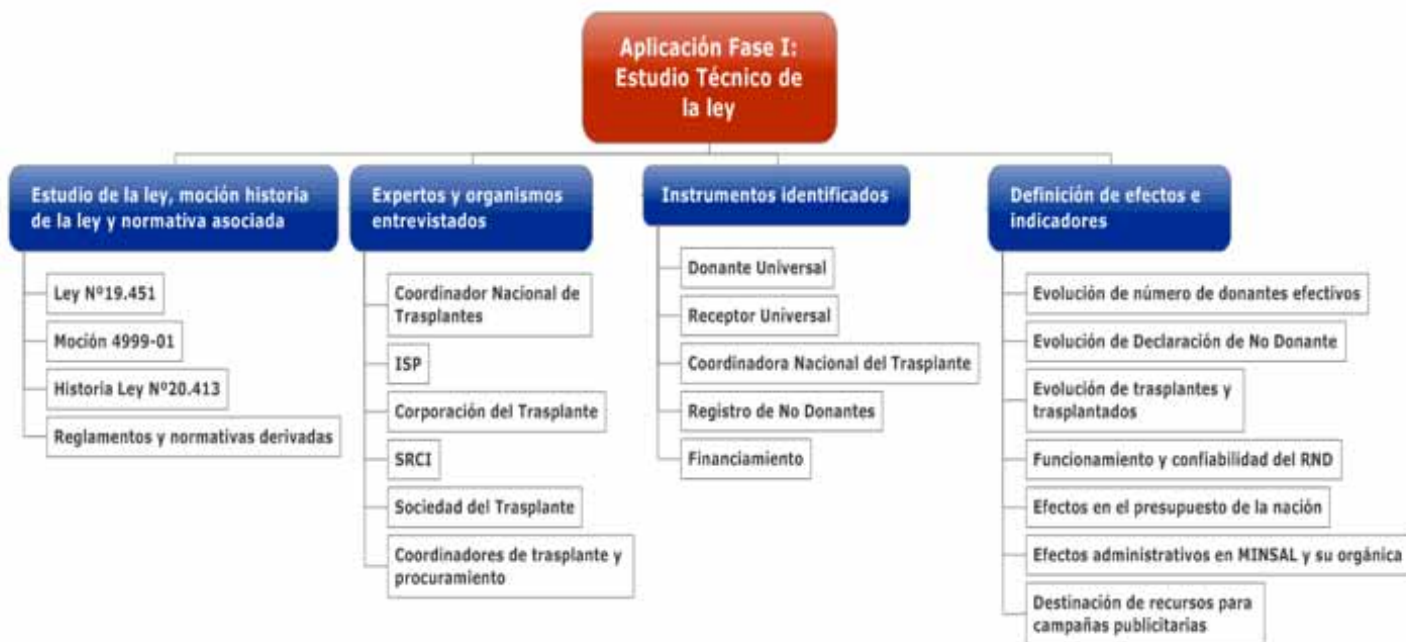 Aplicación Fase I:
Estudio Técnico de
la ley
Estudio de la ley, moción historia
de la ley y normativa asociada
Ley Nº19.451
Moción 4999-01
Historia Ley Nº20.413
Reglamentos y normativas derivadas
Expertos y organismos
entrevistados
Coordinador Nacional de
Trasplantes
ISP
Corporación del Trasplante
SRCI
Sociedad del Trasplante
Coordinadores de trasplante y
procuramiento
Instrumentos identificados
Donante Universal
Receptor Universal
Coordinadora Nacional del Trasplante
Registro de No Donantes
Financiamiento
Definición de efectos e
indicadores
Evolución de número de donantes efectivos
Evolución de Declaración de No Donante
Evolución de trasplantes y
trasplantados
Funcionamiento y confiabilidad del RND
Efectos en el presupuesto de la nación
Efectos administrativos en MINSAL y su orgánica
Destinación de recursos para
campañas publicitarias